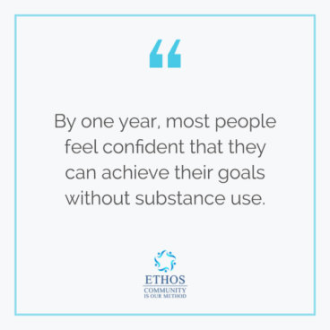 “
By one year, most people
feel confident that they
can achieve their goals
without substance use.
ETHOS
COMMUNITY
IS OUR METHOD